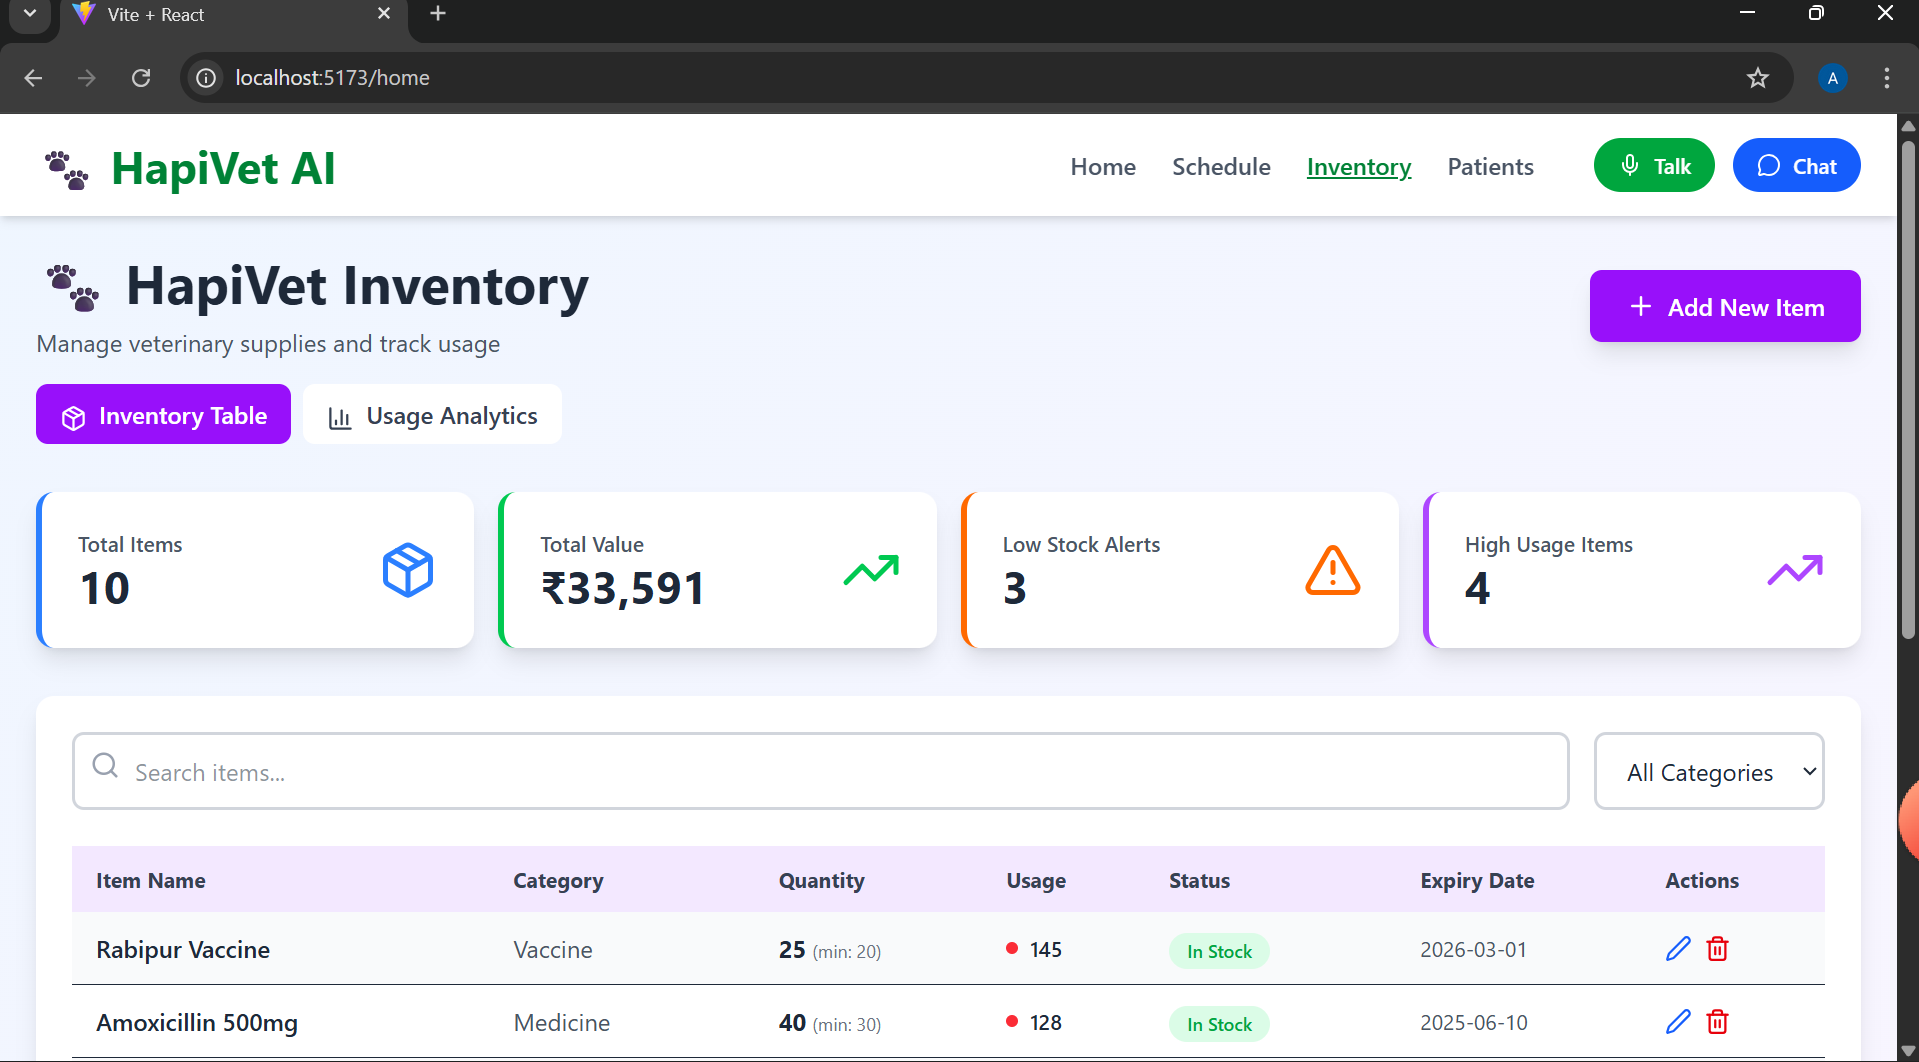 Vite + React
localhost:5173/home
A
HapiVet AI
Home Schedule Inventory Patients Talk Chat
HapiVet Inventory
Manage veterinary supplies and track usage
+ Add New Item
Inventory Table Usage Analytics
Total Items Total Value Low Stock Alerts High Usage Items
10 ₹33,591 3 4
Search items... All Categories
Item Name Category Quantity Usage Status Expiry Date Actions
Rabipur Vaccine Vaccine 25 (min: 20) 145 In Stock 2026-03-01
Amoxicillin 500mg Medicine 40 (min: 30) 128 In Stock 2025-06-10